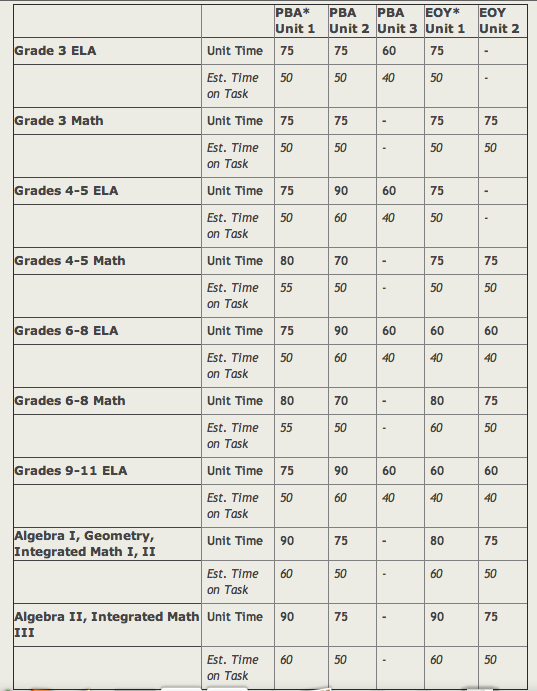 PBA* Unit 1 PBA Unit 2 PBA Unit 3 EOY* Unit 1 EOY Unit 2
Grade 3 ELA Unit Time 75 75 60 75 -
Est. Time on Task 50 50 40 50 -
Grade 3 Math Unit Time 75 75 - 75 75
Est. Time on Task 50 50 - 50 50
Grades 4-5 ELA Unit Time 75 90 60 75 -
Est. Time on Task 50 60 40 50 -
Grades 4-5 Math Unit Time 80 70 - 75 75
Est. Time on Task 55 50 - 50 50
Grades 6-8 ELA Unit Time 75 90 60 60 60
Est. Time on Task 50 60 40 40 40
Grades 6-8 Math Unit Time 80 70 - 80 75
Est. Time on Task 55 50 - 60 50
Grades 9-11 ELA Unit Time 75 90 60 60 60
Est. Time on Task 50 60 40 40 40
Algebra I, Geometry, Integrated Math I, II Unit Time 90 75 - 80 75
Est. Time on Task 60 50 - 60 50
Algebra II, Integrated Math III Unit Time 90 75 - 90 75
Est. Time on Task 60 50 - 60 50